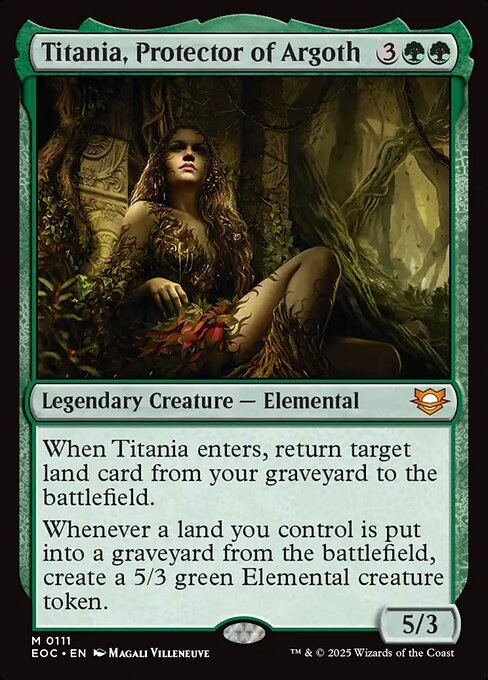 Titania, Protector of Argoth 3
Legendary Creature — Elemental
When Titania enters, return target
land card from your graveyard to the
battlefield.
Whenever a land you control is put
into a graveyard from the battlefield,
create a 5/3 green Elemental creature
token.
5/3
M 0111
EOC • EN Magali Villeneuve
™ & © 2025 Wizards of the Coast